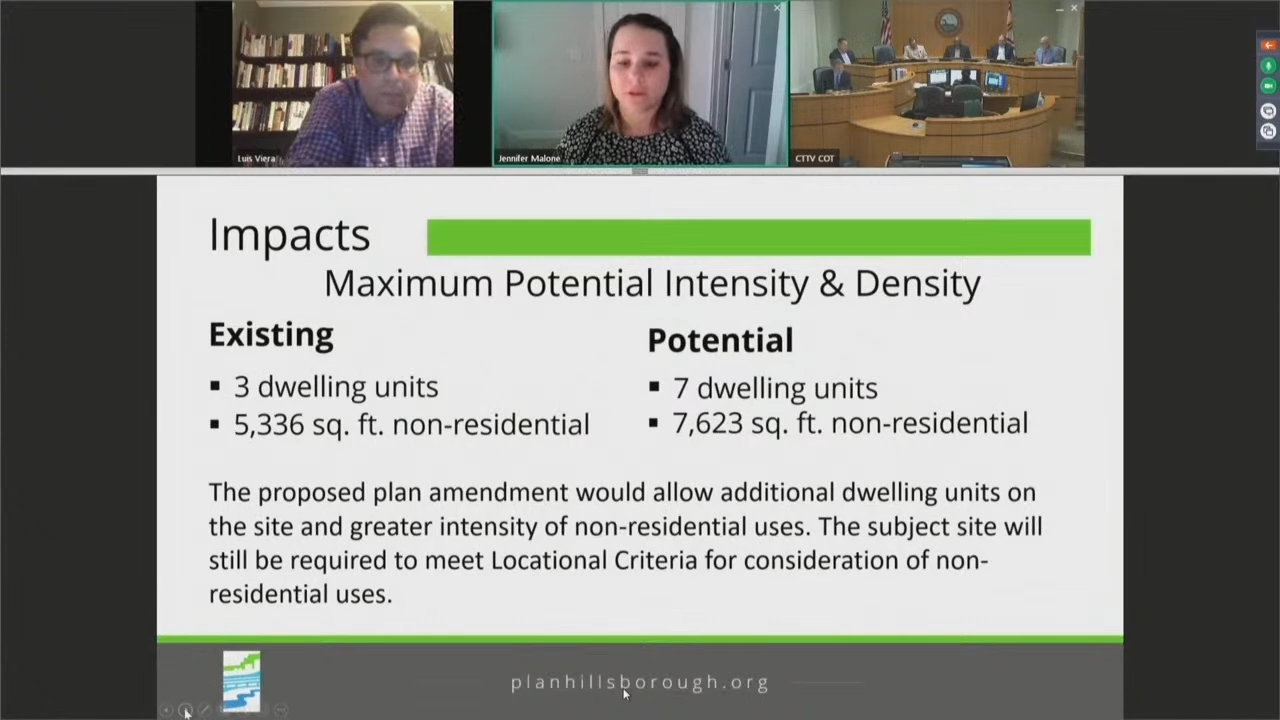 Luis Viera
Jennifer Malone
CTTV COT
Impacts
Maximum Potential Intensity & Density
Existing
▪ 3 dwelling units
▪ 5,336 sq. ft. non-residential
Potential
▪ 7 dwelling units
▪ 7,623 sq. ft. non-residential
The proposed plan amendment would allow additional dwelling units on
the site and greater intensity of non-residential uses. The subject site will
still be required to meet Locational Criteria for consideration of non-
residential uses.
planhillsborough.org